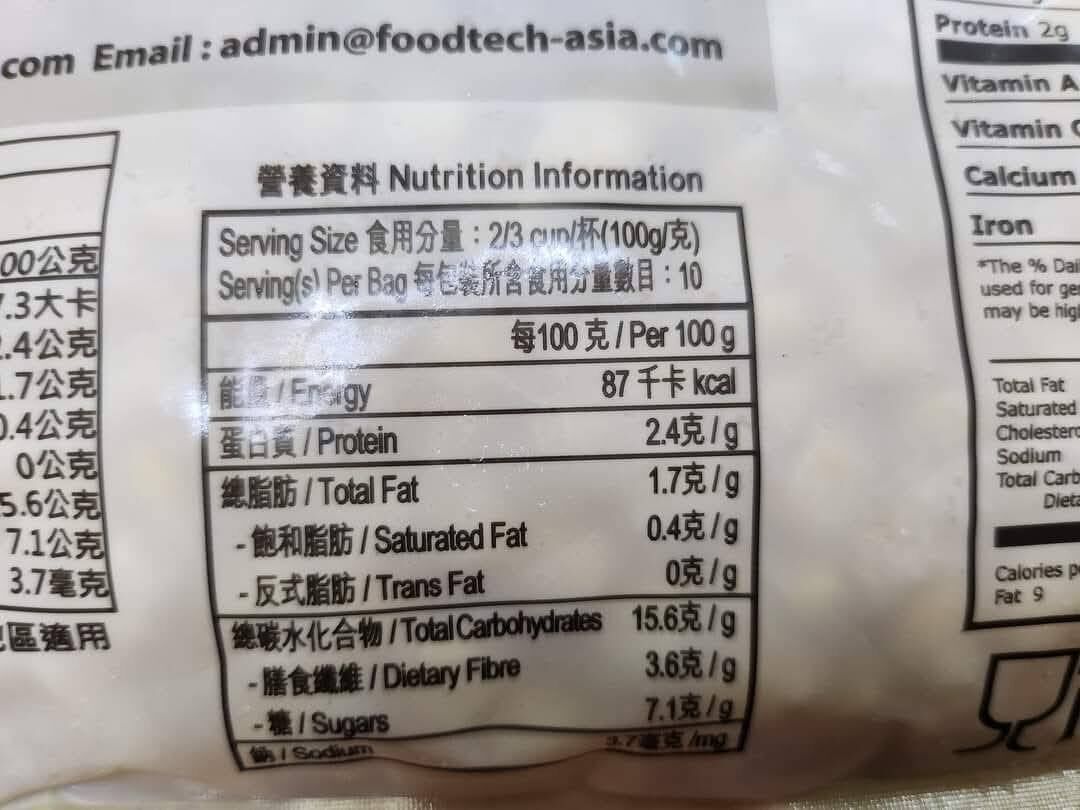 com Email : admin@foodtech-asia.com
00公克
.3大卡
.4公克
.7公克
0.4公克
0公克
5.6公克
7.1公克
3.7毫克
區適用
營養資料 Nutrition Information
Serving Size 食用分量：2/3 cup/杯(100g/克)
Serving(s) Per Bag 每包裝所含食用分量數目：10
每100 克 / Per 100 g
能量 / Energy 87 千卡 kcal
蛋白質 / Protein 2.4克 / g
總脂肪 / Total Fat 1.7克 / g
- 飽和脂肪 / Saturated Fat 0.4克 / g
- 反式脂肪 / Trans Fat 0克 / g
總碳水化合物 / Total Carbohydrates 15.6克 / g
- 膳食纖維 / Dietary Fibre 3.6克 / g
- 糖 / Sugars 7.1克 / g
鈉 / Sodium 3.7毫克 /mg
Protein 2g
Vitamin A
Vitamin C
Calcium
Iron
*The % Dai
used for ge
may be hig
Total Fat
Saturated
Cholestero
Sodium
Total Carb
Dieta
Calories p
Fat 9